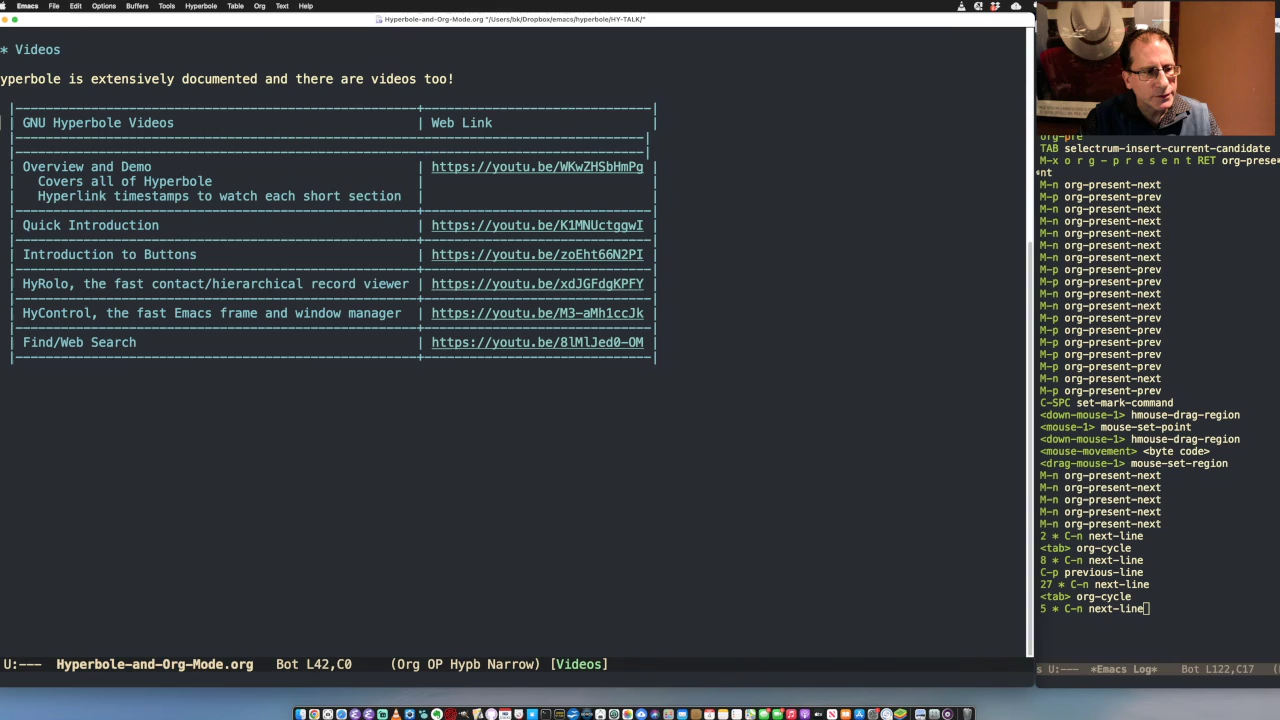 Emacs File Edit Options Buffers Tools Hyperbole Table Org Text Help
Hyperbole-and-Org-Mode.org "/Users/bk/Dropbox/emacs/hyperbole/HY-TALK/"
* Videos
yperbole is extensively documented and there are videos too!
GNU Hyperbole Videos | Web Link
Overview and Demo | https://youtu.be/WKwZHSbHmPg
Covers all of Hyperbole
Hyperlink timestamps to watch each short section
Quick Introduction | https://youtu.be/K1MNUctggwI
Introduction to Buttons | https://youtu.be/zoEht66N2PI
HyRolo, the fast contact/hierarchical record viewer | https://youtu.be/xdJGFdgKPFY
HyControl, the fast Emacs frame and window manager | https://youtu.be/M3-aMh1ccJk
Find/Web Search | https://youtu.be/8lMlJed0-OM
U:--- Hyperbole-and-Org-Mode.org Bot L42,C0 (Org OP Hypb Narrow) [Videos]
org-pre
TAB selectrum-insert-current-candidate
M-x o r g - p r e s e n t RET org-prese
nt
M-n org-present-next
M-p org-present-prev
M-n org-present-next
M-n org-present-next
M-n org-present-next
M-n org-present-next
M-n org-present-next
M-p org-present-prev
M-p org-present-prev
M-n org-present-next
M-n org-present-next
M-p org-present-prev
M-p org-present-prev
M-p org-present-prev
M-p org-present-prev
M-p org-present-prev
M-n org-present-next
M-p org-present-prev
C-SPC set-mark-command
<down-mouse-1> hmouse-drag-region
<mouse-1> mouse-set-point
<down-mouse-1> hmouse-drag-region
<mouse-movement> <byte code>
<drag-mouse-1> mouse-set-region
M-n org-present-next
M-n org-present-next
M-n org-present-next
M-n org-present-next
M-n org-present-next
2 * C-n next-line
<tab> org-cycle
8 * C-n next-line
C-p previous-line
27 * C-n next-line
<tab> org-cycle
5 * C-n next-line
s U:--- *Emacs Log* Bot L122,C17 (